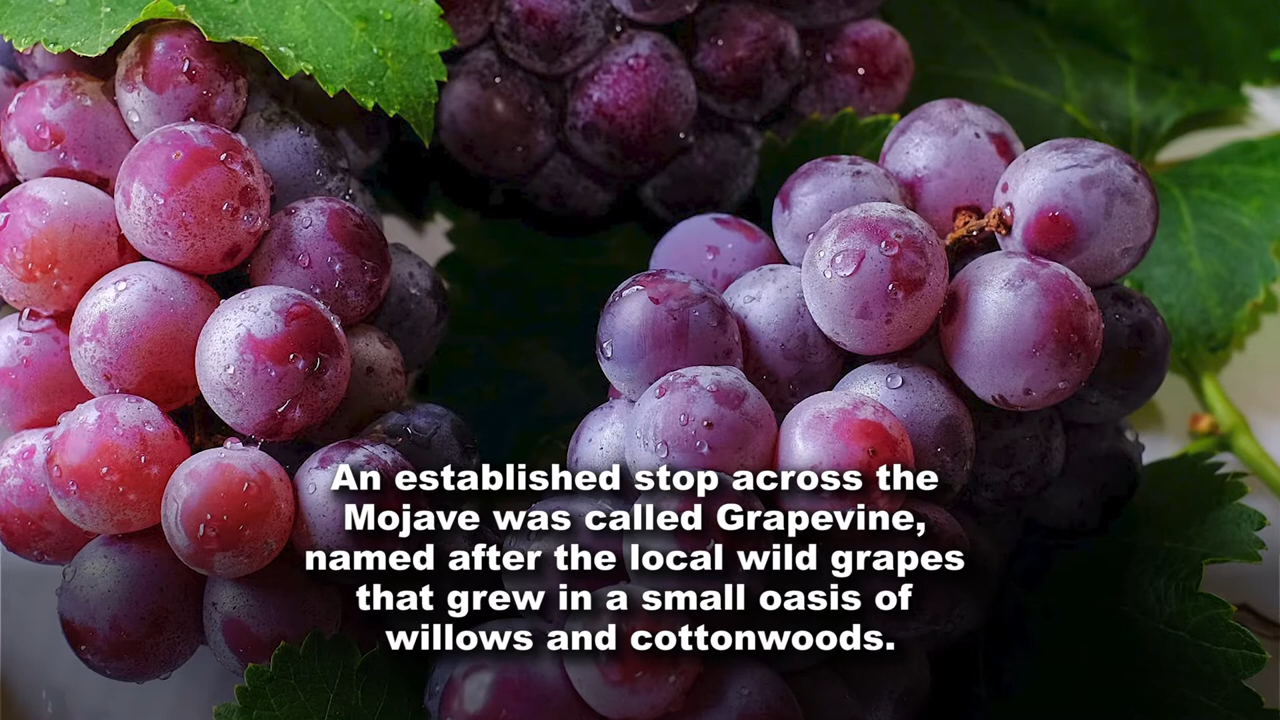 An established stop across the
Mojave was called Grapevine,
named after the local wild grapes
that grew in a small oasis of
willows and cottonwoods.